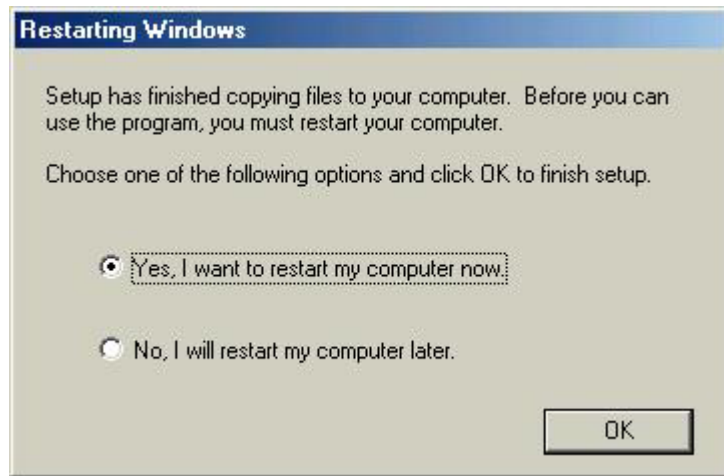 Restarting Windows
Setup has finished copying files to your computer.  Before you can
use the program, you must restart your computer.
Choose one of the following options and click OK to finish setup.
Yes, I want to restart my computer now.
No, I will restart my computer later.
OK